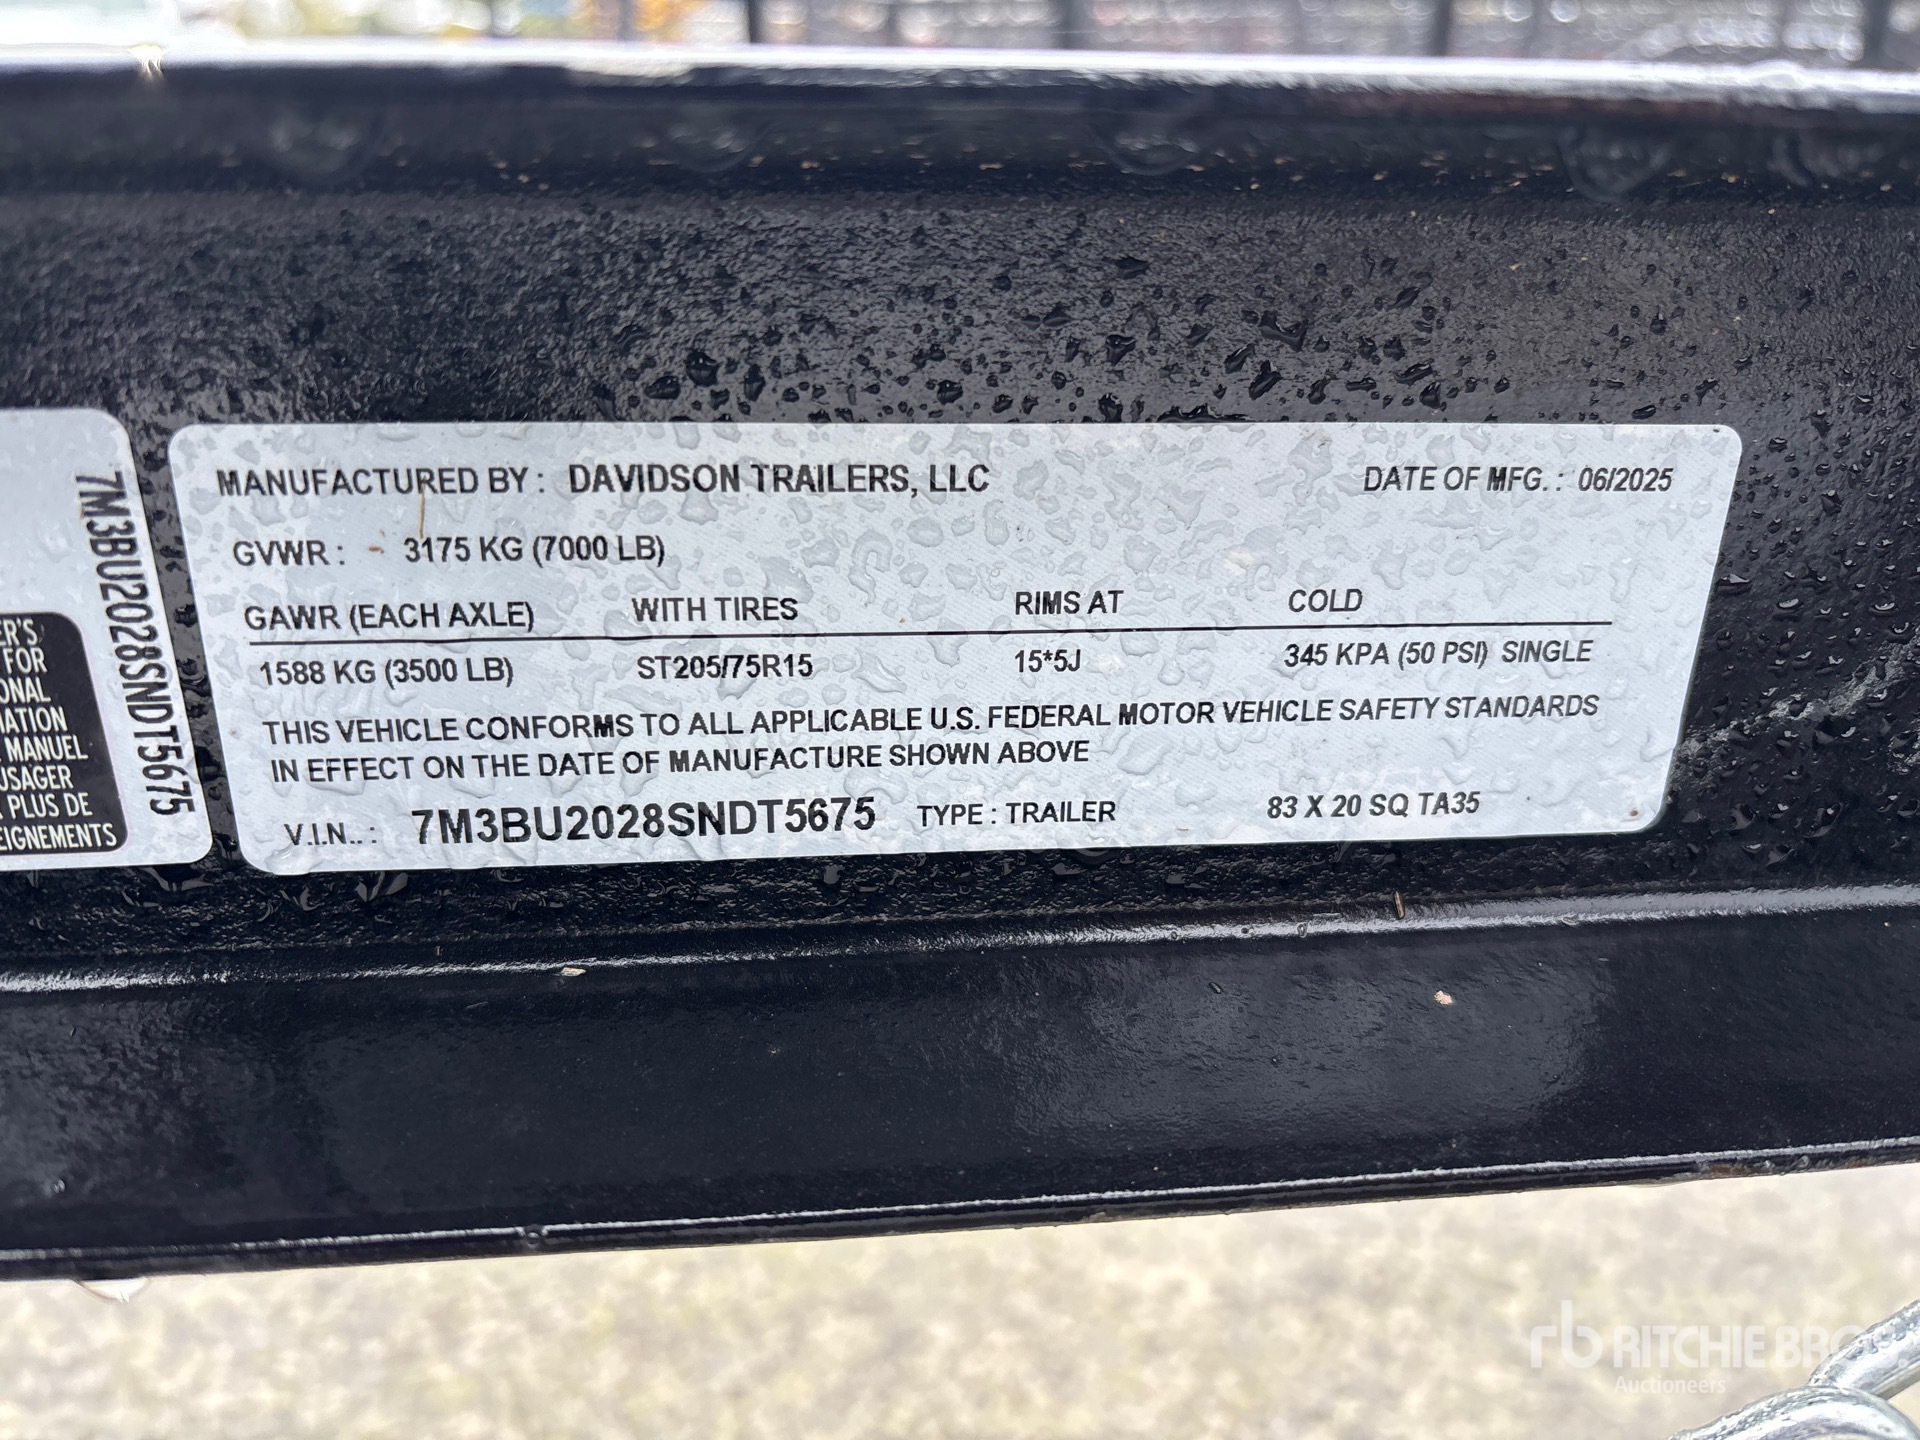 MANUFACTURED BY : DAVIDSON TRAILERS, LLC DATE OF MFG. : 06/2025
GVWR : 3175 KG (7000 LB)
GAWR (EACH AXLE) WITH TIRES RIMS AT COLD
1588 KG (3500 LB) ST205/75R15 15*5J 345 KPA (50 PSI) SINGLE
THIS VEHICLE CONFORMS TO ALL APPLICABLE U.S. FEDERAL MOTOR VEHICLE SAFETY STANDARDS
IN EFFECT ON THE DATE OF MANUFACTURE SHOWN ABOVE
V.I.N.. : 7M3BU2028SNDT5675 TYPE : TRAILER 83 X 20 SQ TA35
7M3BU2028SNDT5675
ER'S
FOR
ONAL
MATION
MANUEL
USAGER
PLUS DE
EIGNEMENTS
rb RITCHIE BROS.
Auctioneers